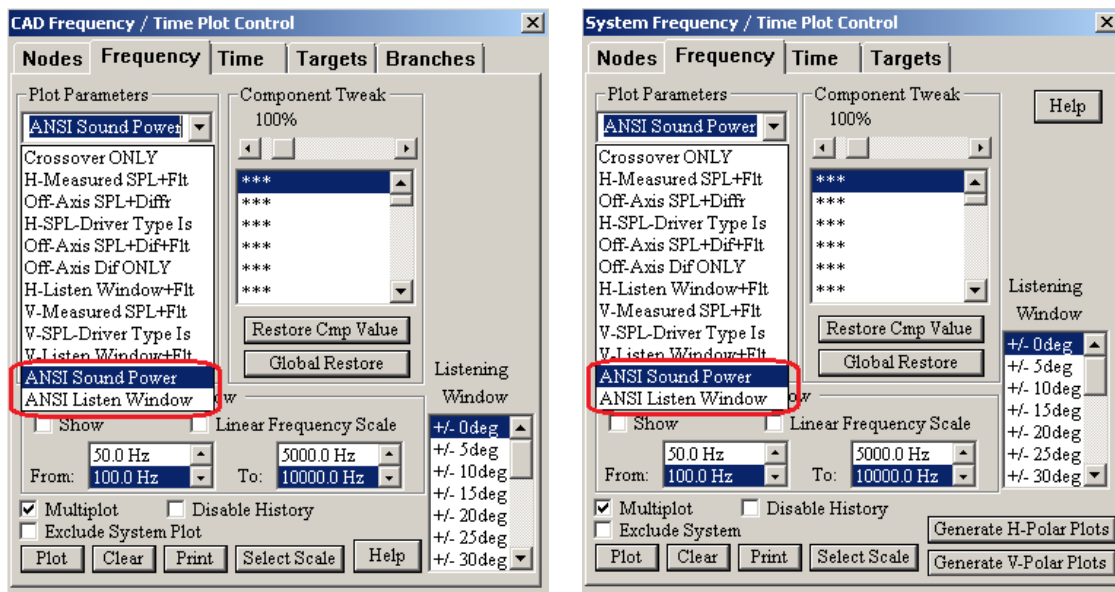 CAD Frequency / Time Plot Control
Nodes Frequency Time Targets Branches
Plot Parameters
ANSI Sound Power
Crossover ONLY
H-Measured SPL+Flt
Off-Axis SPL+Diffr
H-SPL-Driver Type Is
Off-Axis SPL+Dif+Flt
Off-Axis Dif ONLY
H-Listen Window+Flt
V-Measured SPL+Flt
V-SPL-Driver Type Is
V-Listen Window+Flt
ANSI Sound Power
ANSI Listen Window
Component Tweak
100%
***
***
***
***
***
***
Restore Cmp Value
Global Restore
Listening
Window
+/- 0deg
+/- 5deg
+/- 10deg
+/- 15deg
+/- 20deg
+/- 25deg
+/- 30deg
Show Linear Frequency Scale
50.0 Hz 5000.0 Hz
From: 100.0 Hz To: 10000.0 Hz
Multiplot Disable History
Exclude System Plot
Plot Clear Print Select Scale Help
System Frequency / Time Plot Control
Nodes Frequency Time Targets
Plot Parameters
ANSI Sound Power
Crossover ONLY
H-Measured SPL+Flt
Off-Axis SPL+Diffr
H-SPL-Driver Type Is
Off-Axis SPL+Dif+Flt
Off-Axis Dif ONLY
H-Listen Window+Flt
V-Measured SPL+Flt
V-SPL-Driver Type Is
V-Listen Window+Flt
ANSI Sound Power
ANSI Listen Window
Component Tweak
100%
***
***
***
***
***
***
Restore Cmp Value
Global Restore
Help
Listening
Window
+/- 0deg
+/- 5deg
+/- 10deg
+/- 15deg
+/- 20deg
+/- 25deg
+/- 30deg
Show Linear Frequency Scale
50.0 Hz 5000.0 Hz
From: 100.0 Hz To: 10000.0 Hz
Multiplot Disable History
Exclude System
Plot Clear Print Select Scale
Generate H-Polar Plots
Generate V-Polar Plots